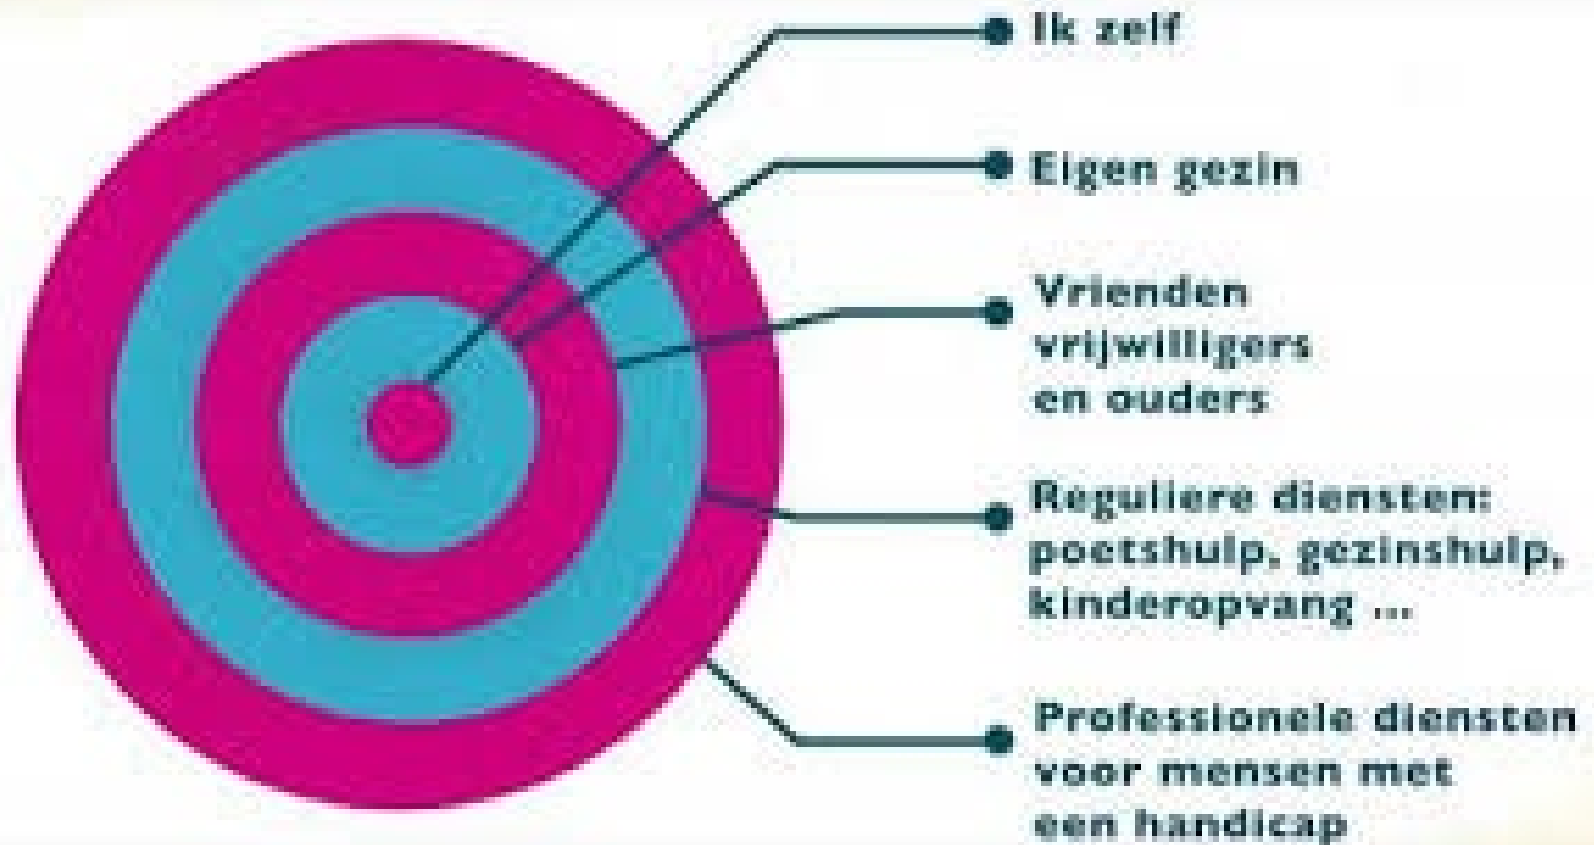 Ik zelf
Eigen gezin
Vrienden
vrijwilligers
en ouders
Reguliere diensten:
poetshulp, gezinshulp,
kinderopvang ...
Professionele diensten
voor mensen met
een handicap